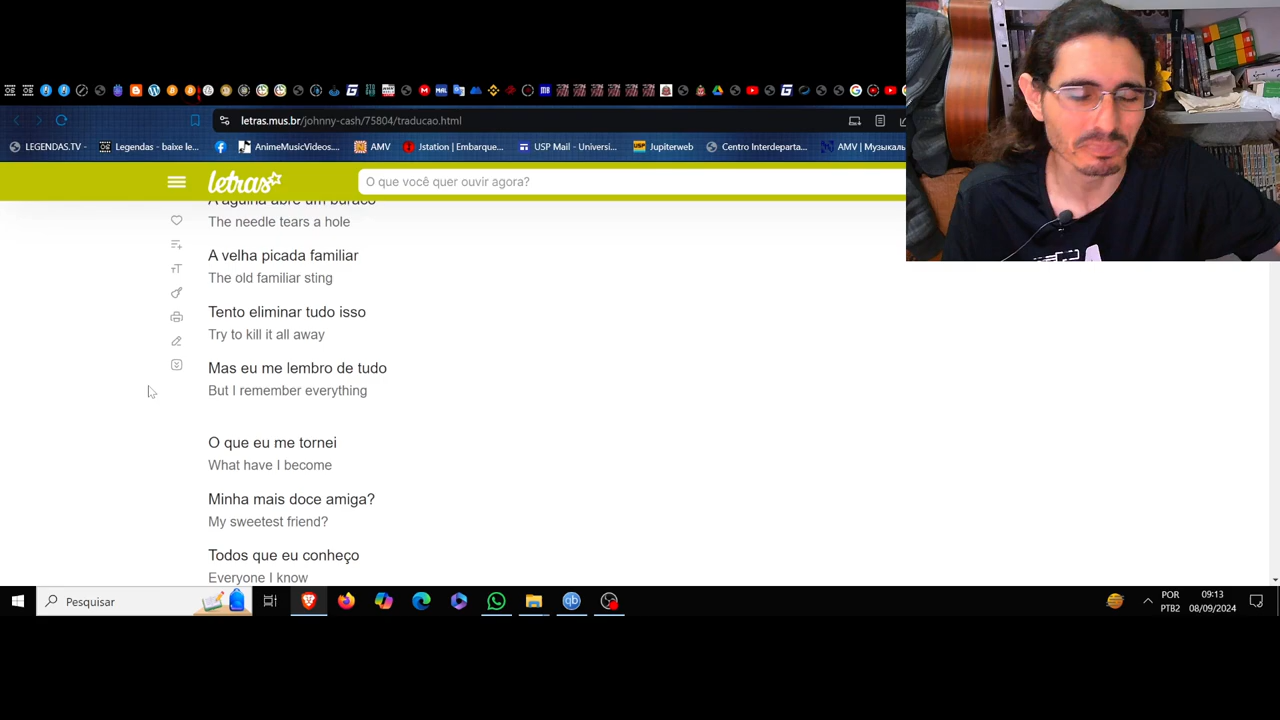 letras.mus.br/johnny-cash/75804/traducao.html
LEGENDAS.TV -
Legendas - baixe le...
AnimeMusicVideos....
AMV
Jstation | Embarque...
USP Mail - Universi...
Jupiterweb
Centro Interdeparta...
AMV | Музыкаль
letras
O que você quer ouvir agora?
A agulha abre um buraco
The needle tears a hole
A velha picada familiar
The old familiar sting
Tento eliminar tudo isso
Try to kill it all away
Mas eu me lembro de tudo
But I remember everything
O que eu me tornei
What have I become
Minha mais doce amiga?
My sweetest friend?
Todos que eu conheço
Everyone I know
Pesquisar
POR
PTB2
09:13
08/09/2024